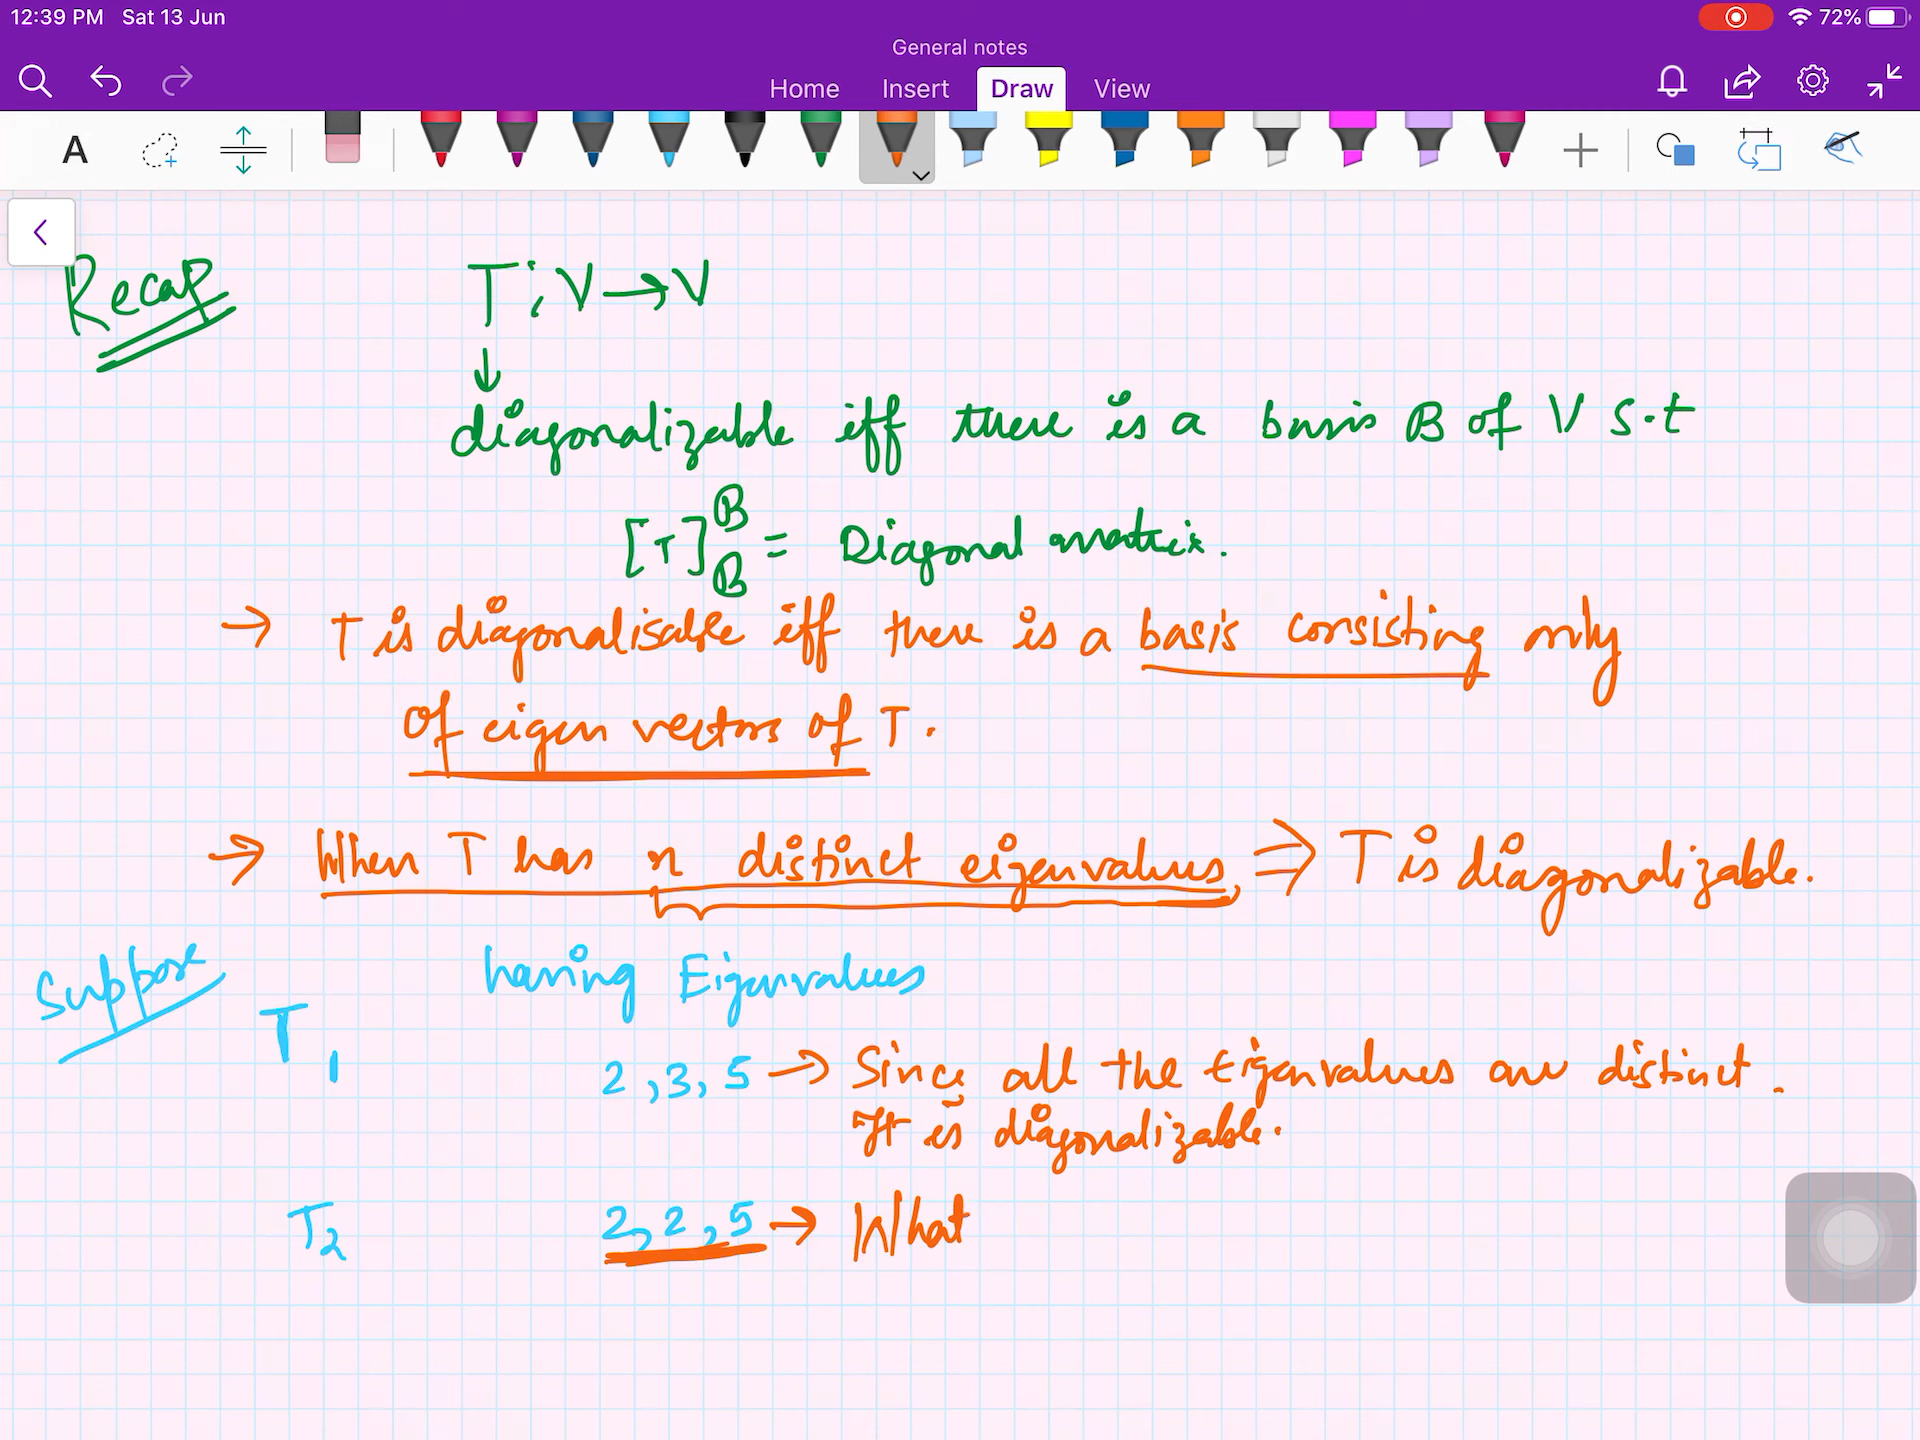 12:39 PM Sat 13 Jun
72%
General notes
Home Insert Draw View
A
Recap T : V → V
↓
diagonalizable iff there is a basis B of V s.t
[T]_B^B = Diagonal matrix.
→ T is diagonalisable iff there is a basis consisting only
of eigen vectors of T.
→ When T has n distinct eigenvalues, ⇒ T is diagonalizable.
Suppose having Eigenvalues
T₁ 2, 3, 5 → Since all the Eigenvalues are distinct.
It is diagonalizable.
T₂ 2, 2, 5 → What